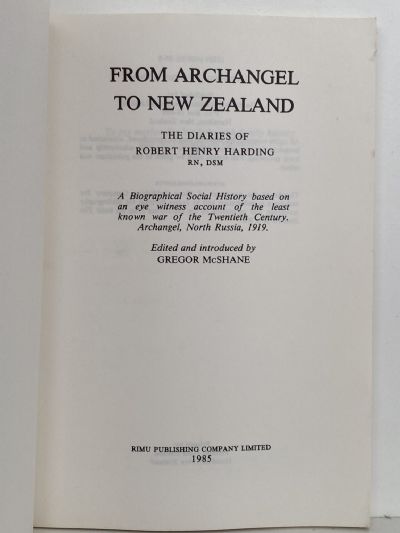 FROM ARCHANGEL
TO NEW ZEALAND
THE DIARIES OF
ROBERT HENRY HARDING
RN, DSM
A Biographical Social History based on
an eye witness account of the least
known war of the Twentieth Century.
Archangel, North Russia, 1919.
Edited and introduced by
GREGOR McSHANE
RIMU PUBLISHING COMPANY LIMITED
1985